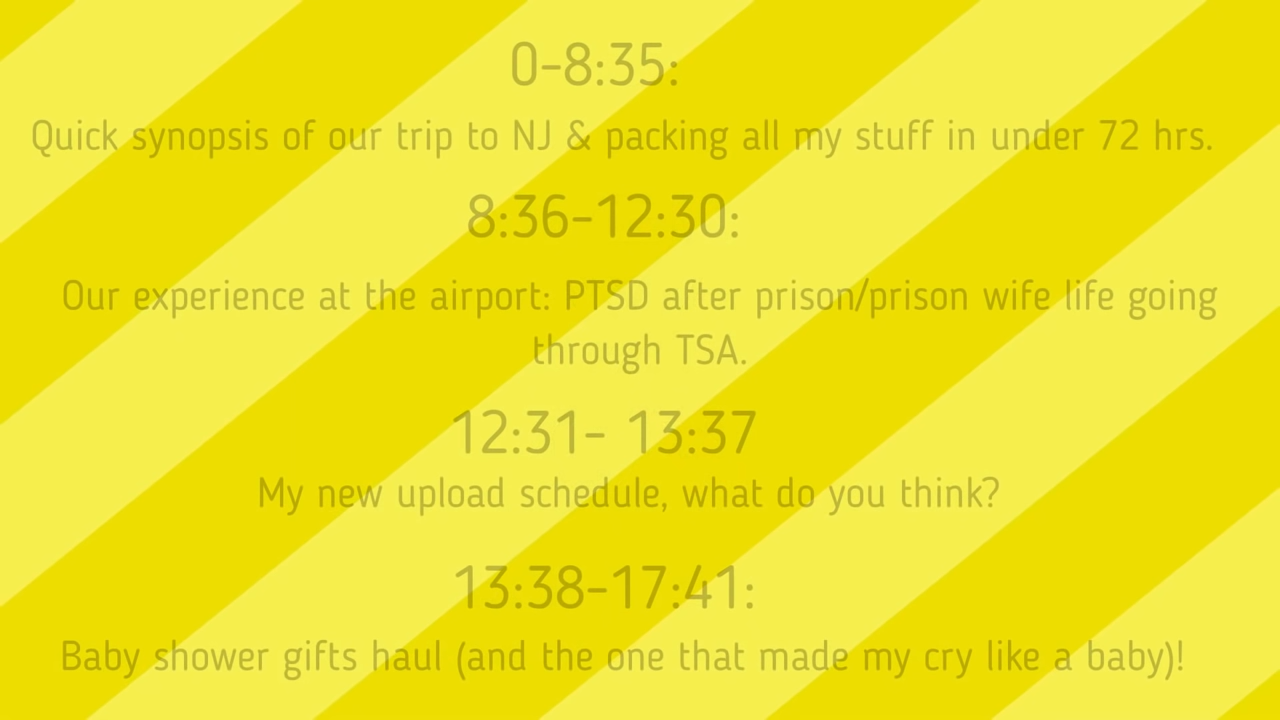 0-8:35:
Quick synopsis of our trip to NJ & packing all my stuff in under 72 hrs.
8:36-12:30:
Our experience at the airport: PTSD after prison/prison wife life going
through TSA.
12:31- 13:37
My new upload schedule, what do you think?
13:38-17:41:
Baby shower gifts haul (and the one that made my cry like a baby)!